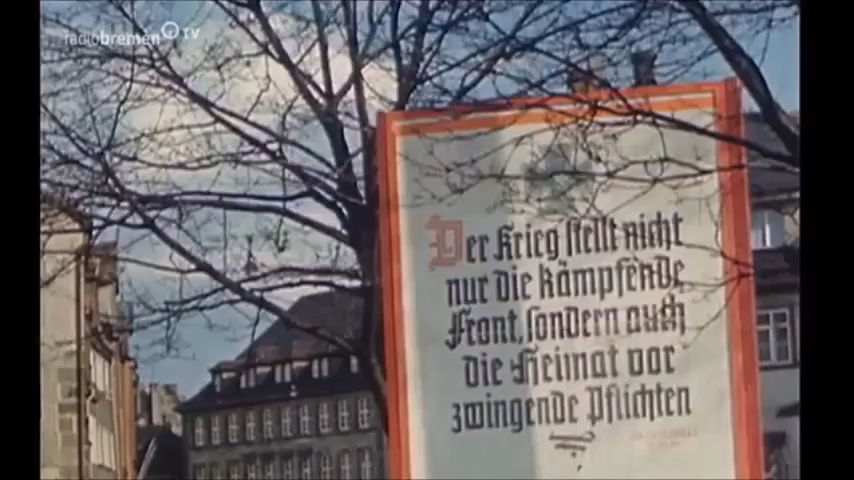 radiobremen TV
Der Krieg stellt nicht
nur die kämpfende
Front, sondern auch
die Heimat vor
zwingende Pflichten